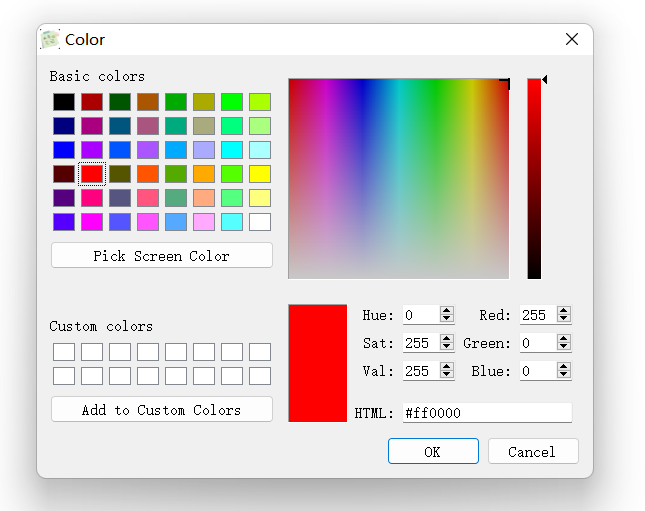 Color
Basic colors
Pick Screen Color
Custom colors
Add to Custom Colors
Hue: 0 Red: 255
Sat: 255 Green: 0
Val: 255 Blue: 0
HTML: #ff0000
OK Cancel